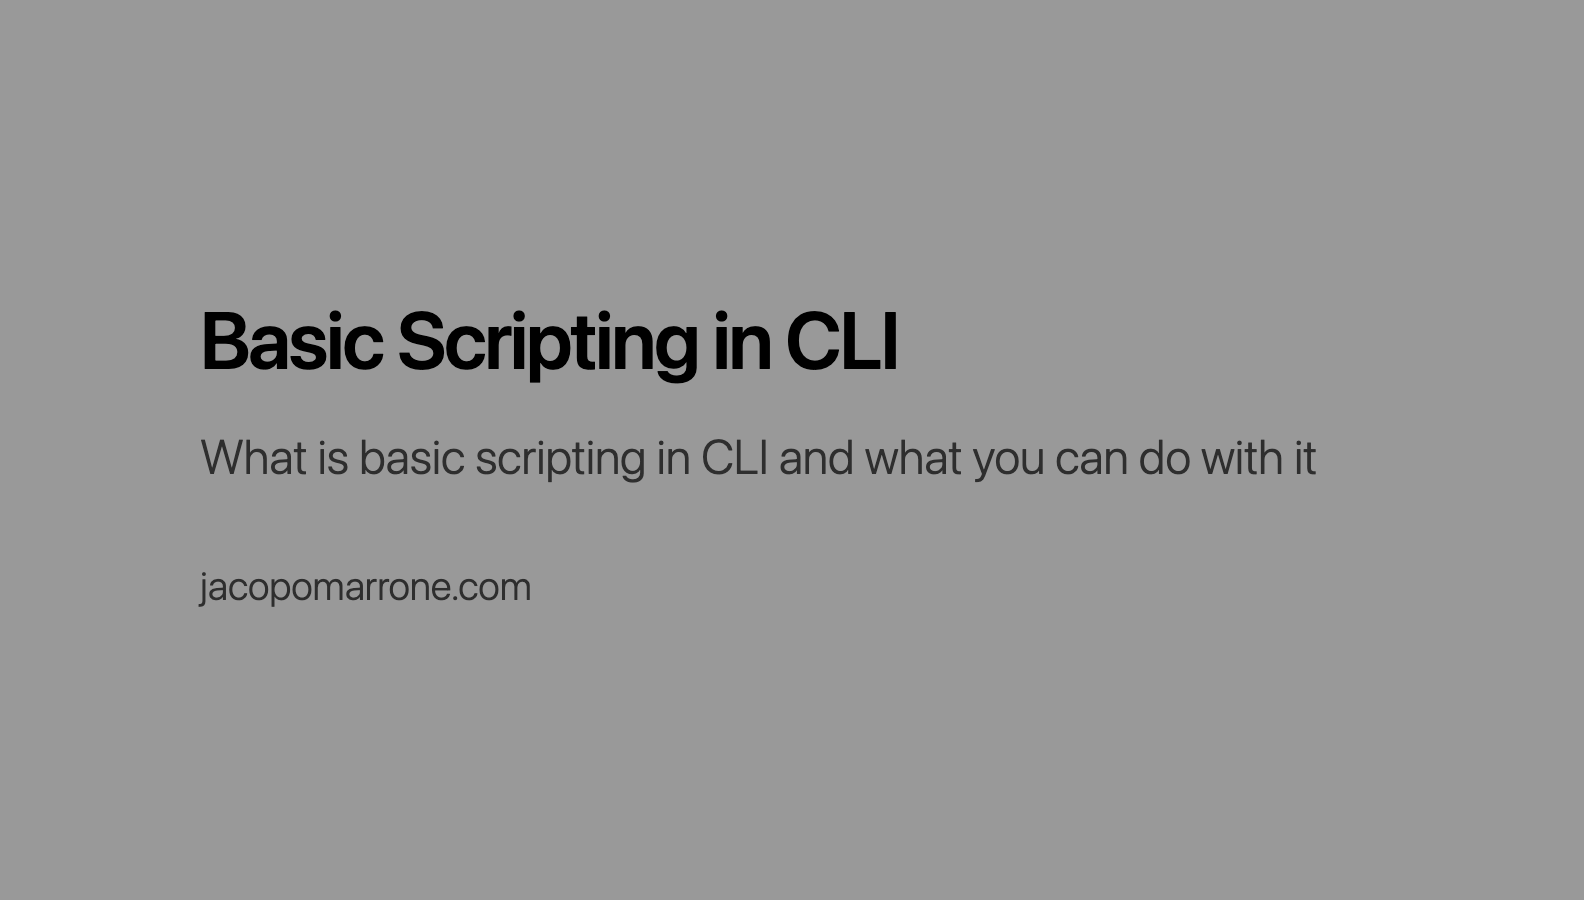 Basic Scripting in CLI
What is basic scripting in CLI and what you can do with it
jacopomarrone.com